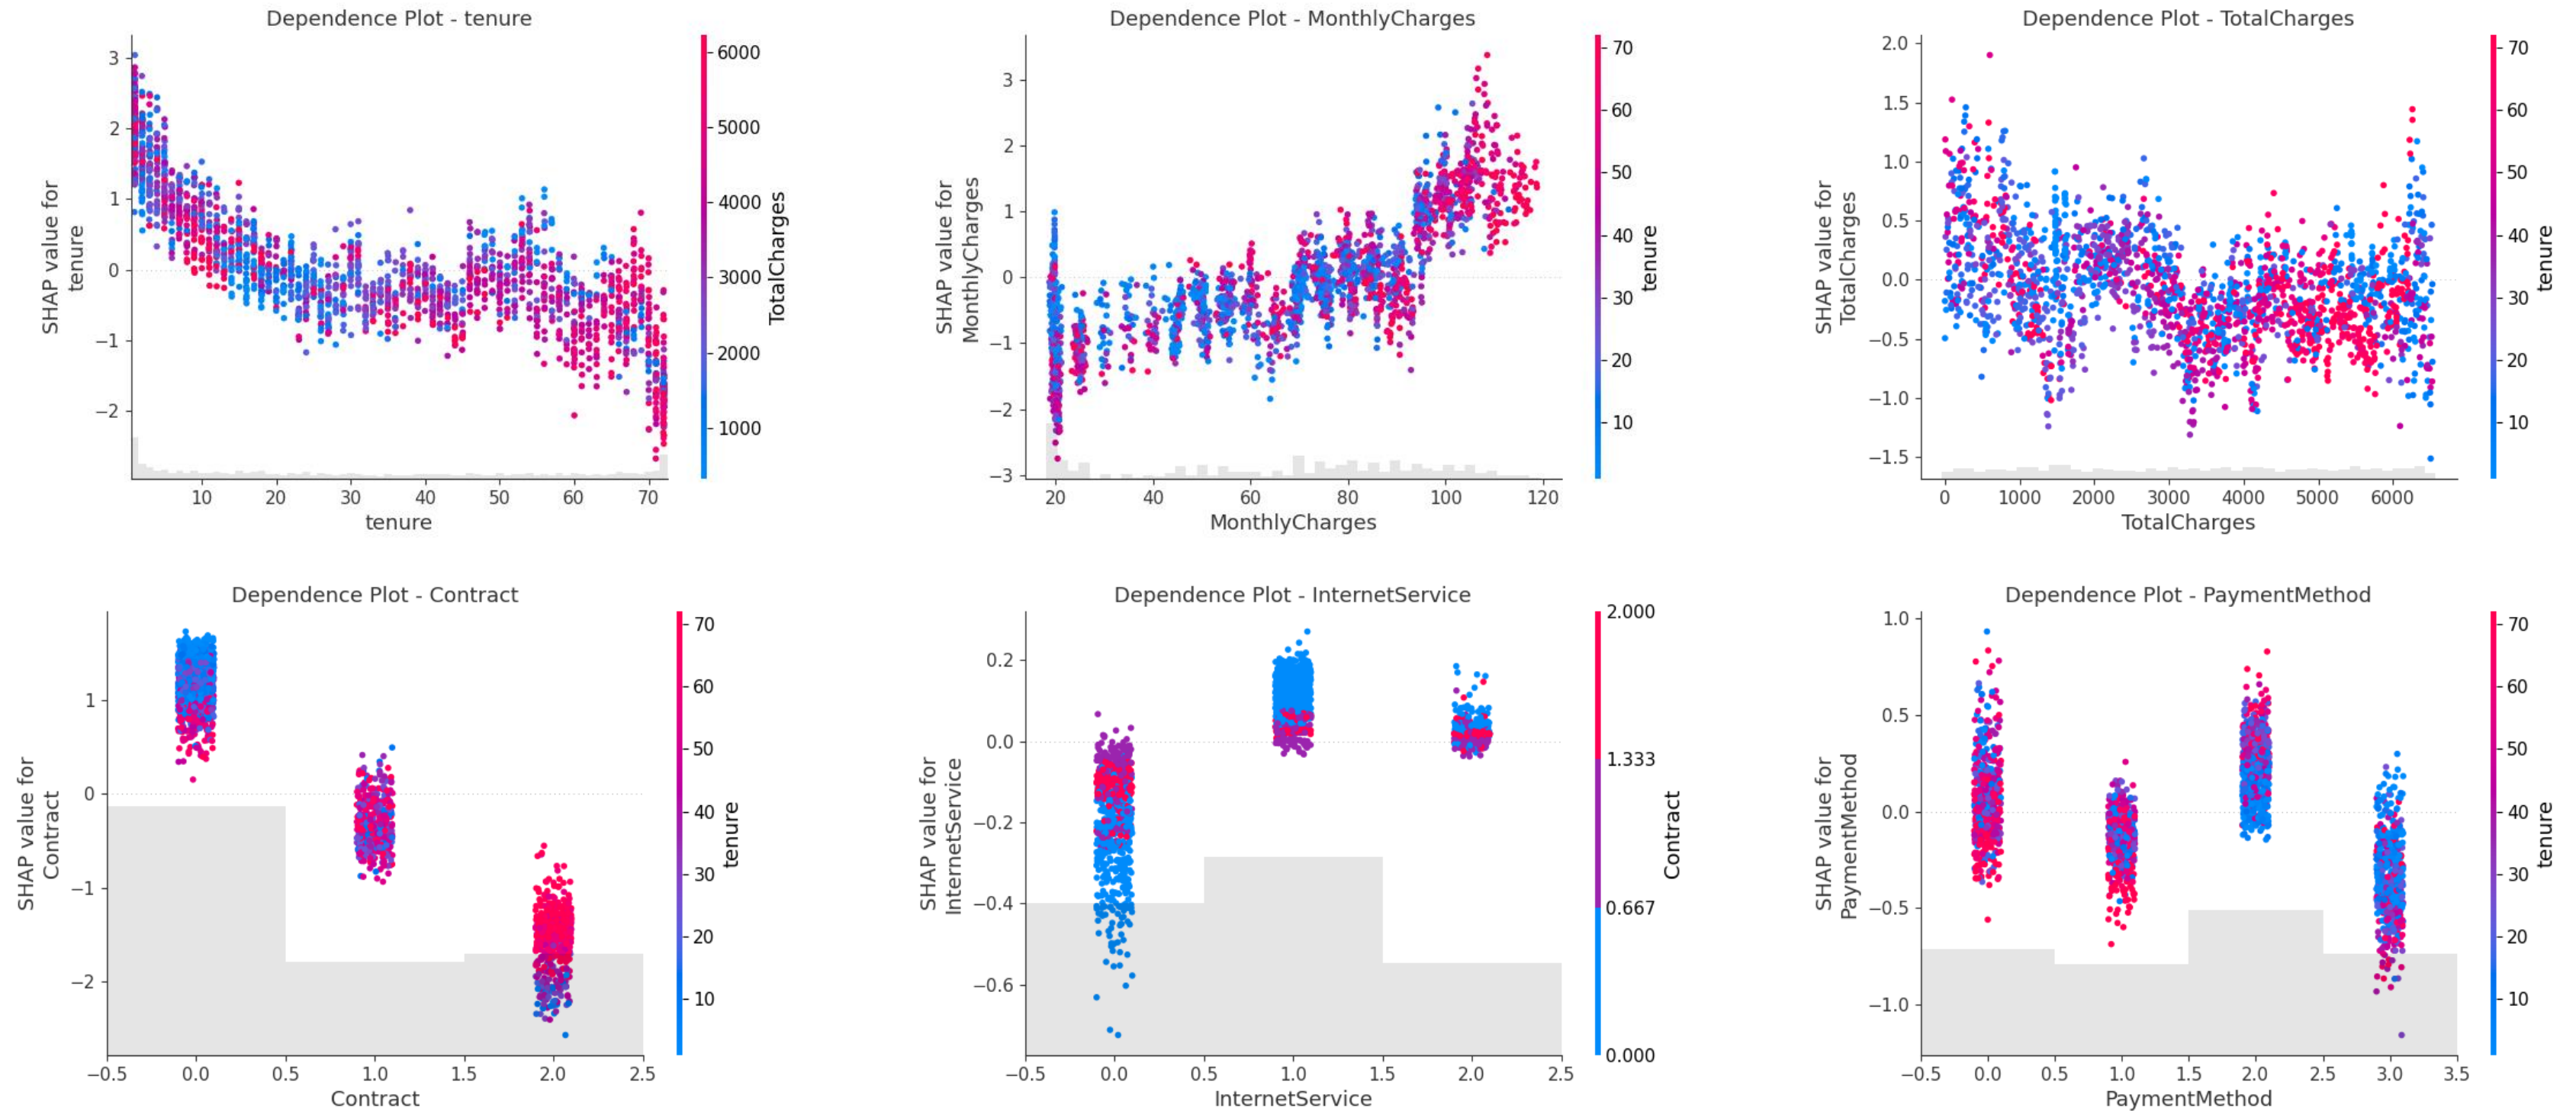 Dependence Plot - tenure
3
2
1
0
−1
−2
SHAP value for
tenure
10 20 30 40 50 60 70
tenure
6000
5000
4000
3000
2000
1000
TotalCharges
Dependence Plot - MonthlyCharges
3
2
1
0
−1
−2
−3
SHAP value for
MonthlyCharges
20 40 60 80 100 120
MonthlyCharges
70
60
50
40
30
20
10
tenure
Dependence Plot - TotalCharges
2.0
1.5
1.0
0.5
0.0
−0.5
−1.0
−1.5
SHAP value for
TotalCharges
0 1000 2000 3000 4000 5000 6000
TotalCharges
70
60
50
40
30
20
10
tenure
Dependence Plot - Contract
1
0
−1
−2
SHAP value for
Contract
−0.5 0.0 0.5 1.0 1.5 2.0 2.5
Contract
70
60
50
40
30
20
10
tenure
Dependence Plot - InternetService
0.2
0.0
−0.2
−0.4
−0.6
SHAP value for
InternetService
−0.5 0.0 0.5 1.0 1.5 2.0 2.5
InternetService
2.000
1.333
0.667
0.000
Contract
Dependence Plot - PaymentMethod
1.0
0.5
0.0
−0.5
−1.0
SHAP value for
PaymentMethod
−0.5 0.0 0.5 1.0 1.5 2.0 2.5 3.0 3.5
PaymentMethod
70
60
50
40
30
20
10
tenure